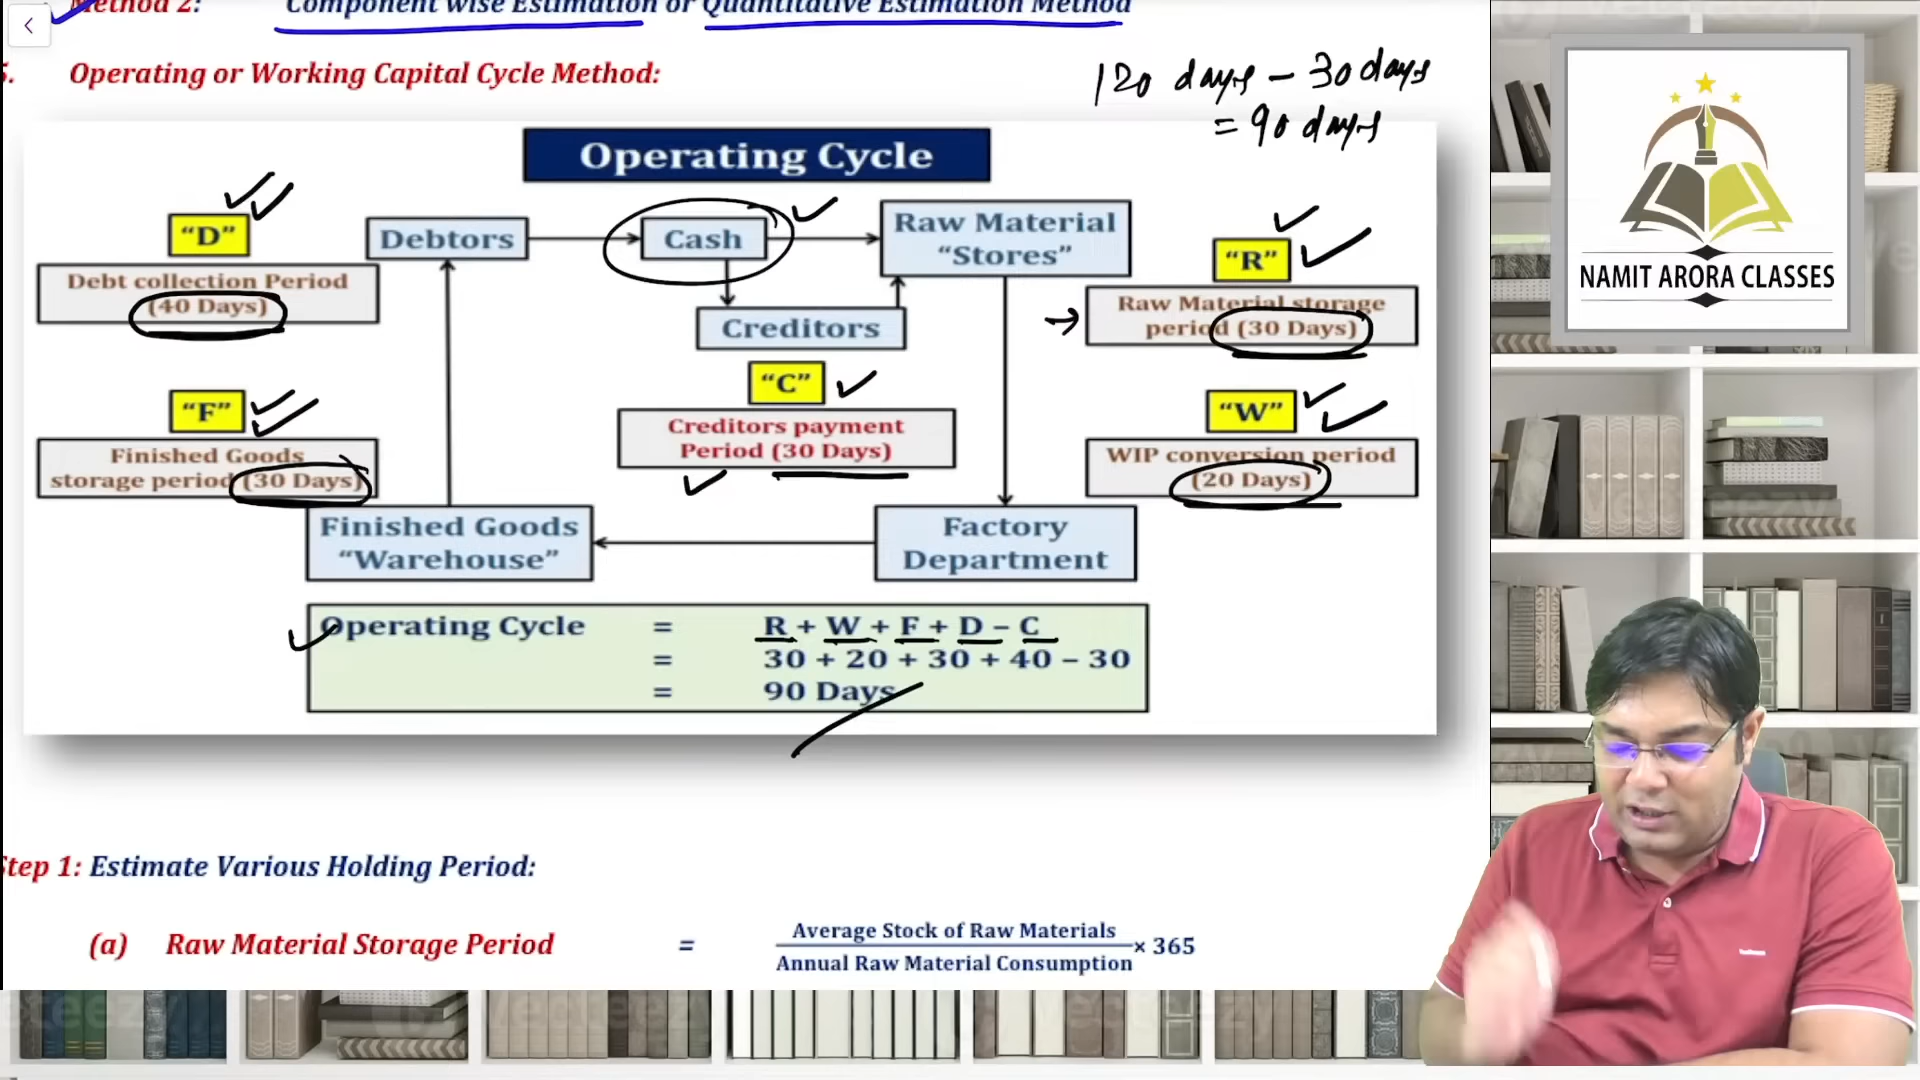 Method 2: Component wise Estimation or Quantitative Estimation Method
5. Operating or Working Capital Cycle Method:
120 days - 30 days
= 90 days
Operating Cycle
"D"
Debt collection Period
(40 Days)
Debtors
Cash
Raw Material
"Stores"
"R"
Raw Material storage
period (30 Days)
Creditors
"C"
Creditors payment
Period (30 Days)
"F"
Finished Goods
storage period (30 Days)
"W"
WIP conversion period
(20 Days)
Finished Goods
"Warehouse"
Factory
Department
Operating Cycle = R + W + F + D – C
= 30 + 20 + 30 + 40 – 30
= 90 Days
Step 1: Estimate Various Holding Period:
(a) Raw Material Storage Period = Average Stock of Raw Materials
Annual Raw Material Consumption × 365
NAMIT ARORA CLASSES